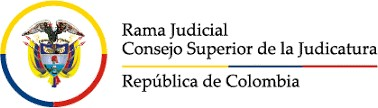 Rama Judicial
Consejo Superior de la Judicatura
República de Colombia